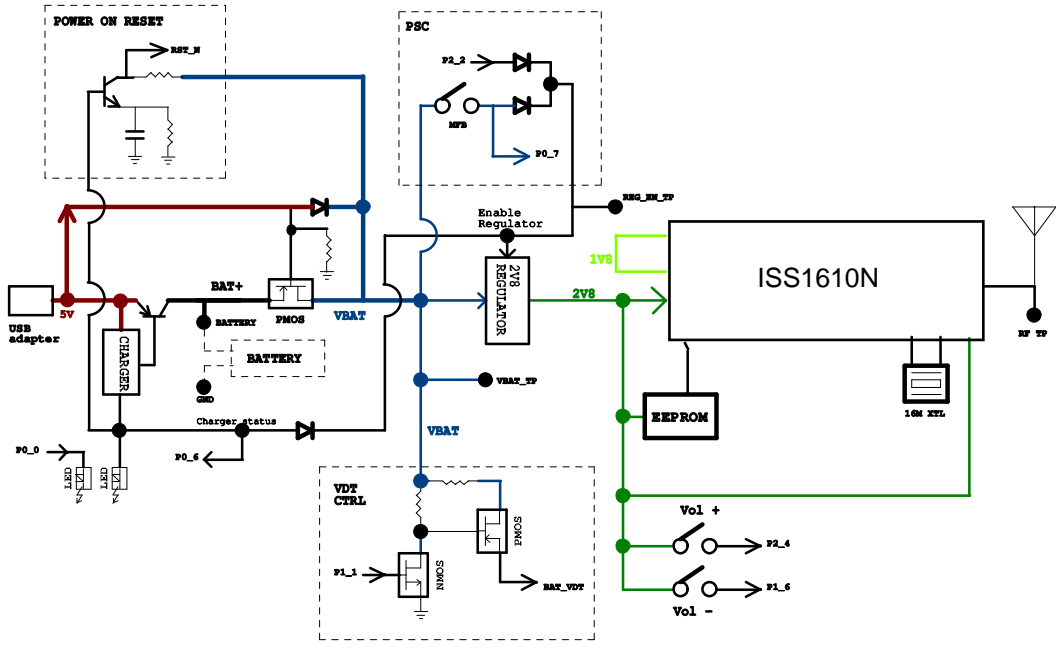 POWER ON RESET
RST_N
PSC
P2_2
MFB
P0_7
REG_EN_TP
Enable
Regulator
2V8
REGULATOR
1V8
ISS1610N
2V8
BAT+
USB
adapter
5V
BATTERY
PMOS
VBAT
CHARGER
BATTERY
GND
VBAT_TP
RF TP
EEPROM
16M XTL
Charger status
VBAT
P0_0
LED
LED
P0_6
VDT
CTRL
PMOS
NMOS
P1_1
BAT_VDT
Vol +
P2_4
P1_6
Vol -